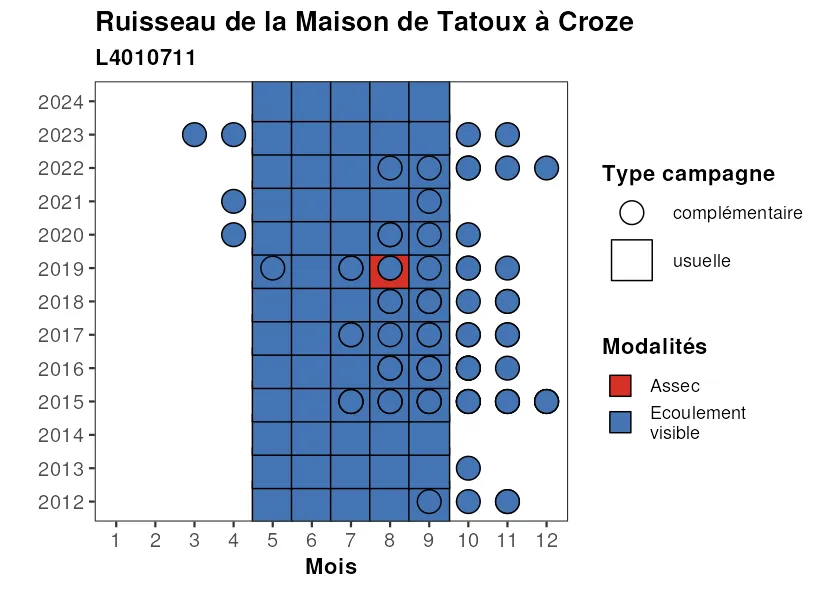 Ruisseau de la Maison de Tatoux à Croze
L4010711
2024
2023
2022
2021
2020
2019
2018
2017
2016
2015
2014
2013
2012
1 2 3 4 5 6 7 8 9 10 11 12
Mois
Type campagne
complémentaire
usuelle
Modalités
Assec
Ecoulement
visible